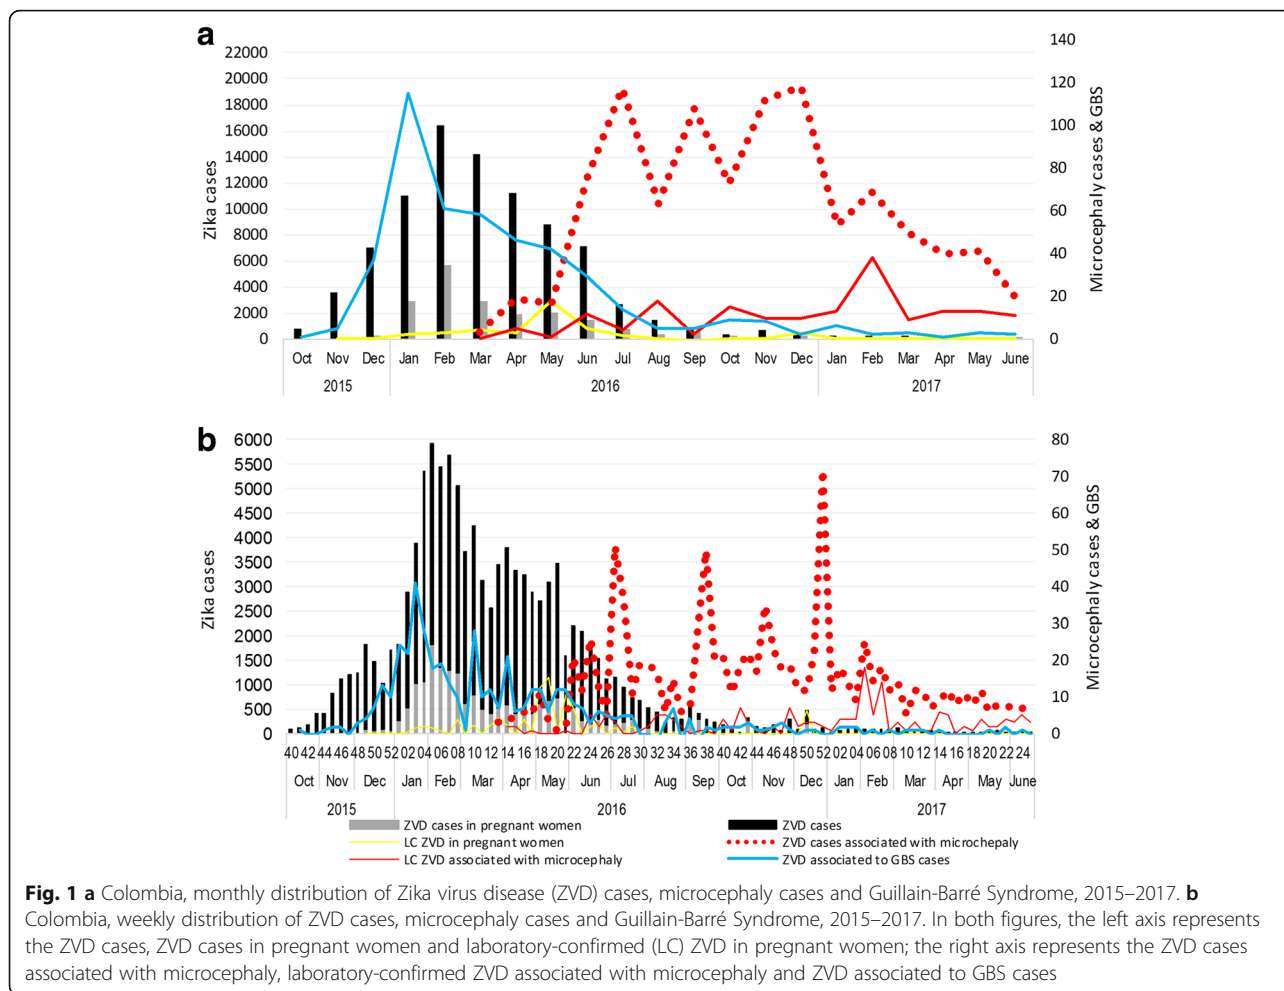 a
22000
20000
18000
16000
14000
12000
10000
8000
6000
4000
2000
0
Zika cases
140
120
100
80
60
40
20
0
Microcephaly cases & GBS
Oct Nov Dec Jan Feb Mar Apr May Jun Jul Aug Sep Oct Nov Dec Jan Feb Mar Apr May June
2015 2016 2017
b
6000
5500
5000
4500
4000
3500
3000
2500
2000
1500
1000
500
0
Zika cases
80
70
60
50
40
30
20
10
0
Microcephaly cases & GBS
40 42 44 46 48 50 52 02 04 06 08 10 12 14 16 18 20 22 24 26 28 30 32 34 36 38 40 42 44 46 48 50 52 02 04 06 08 10 12 14 16 18 20 22 24
Oct Nov Dec Jan Feb Mar Apr May Jun Jul Aug Sep Oct Nov Dec Jan Feb Mar Apr May June
2015 2016 2017
ZVD cases in pregnant women ZVD cases
LC ZVD in pregnant women ZVD cases associated with microchepaly
LC ZVD associated with microcephaly ZVD associated to GBS cases
Fig. 1 a Colombia, monthly distribution of Zika virus disease (ZVD) cases, microcephaly cases and Guillain-Barré Syndrome, 2015–2017. b
Colombia, weekly distribution of ZVD cases, microcephaly cases and Guillain-Barré Syndrome, 2015–2017. In both figures, the left axis represents
the ZVD cases, ZVD cases in pregnant women and laboratory-confirmed (LC) ZVD in pregnant women; the right axis represents the ZVD cases
associated with microcephaly, laboratory-confirmed ZVD associated with microcephaly and ZVD associated to GBS cases